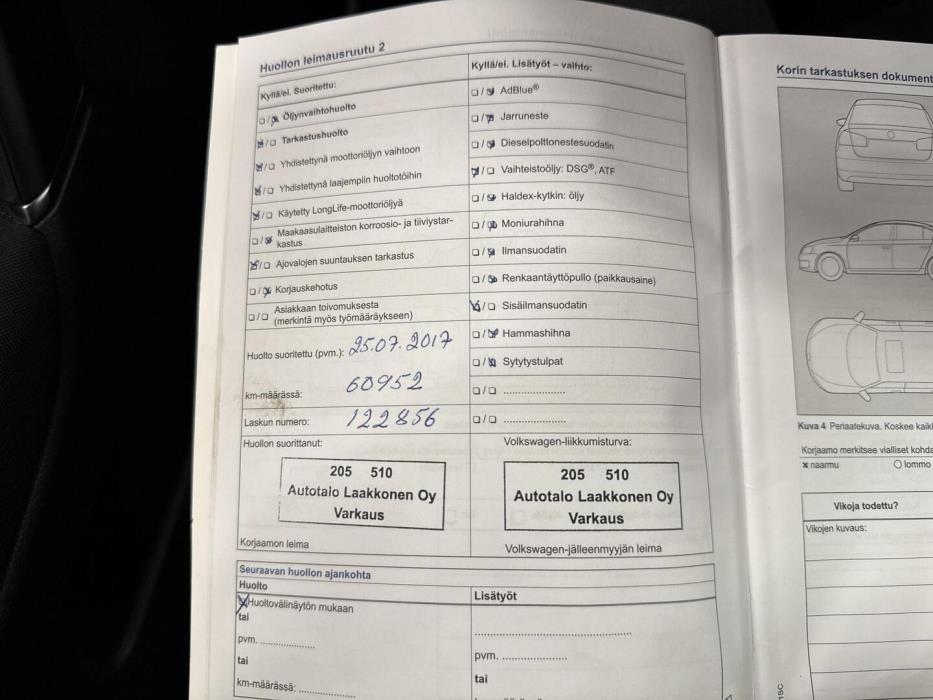 Huollon leimausruutu 2
Kyllä/ei. Suoritettu:
Öljynvaihtohuolto
Tarkastushuolto
Yhdistettynä moottoriöljyn vaihtoon
Yhdistettynä laajempiin huoltotöihin
Käytetty LongLife-moottoriöljyä
Maakaasulaitteiston korroosio- ja tiiviystar-
kastus
Ajovalojen suuntauksen tarkastus
Korjauskehotus
Asiakkaan toivomuksesta
(merkintä myös työmääräykseen)
Huolto suoritettu (pvm.): 25.07.2017
km-määrässä: 60952
Laskun numero: 122856
Huollon suorittanut:
205 510
Autotalo Laakkonen Oy
Varkaus
Korjaamon leima
Kyllä/ei. Lisätyöt – vaihto:
AdBlue®
Jarruneste
Dieselpolttonestesuodatin
Vaihteistoöljy: DSG®, ATF
Haldex-kytkin: öljy
Moniurahihna
Ilmansuodatin
Renkaantäyttöpullo (paikkausaine)
Sisäilmansuodatin
Hammashihna
Sytytystulpat
Volkswagen-liikkumisturva:
205 510
Autotalo Laakkonen Oy
Varkaus
Volkswagen-jälleenmyyjän leima
Seuraavan huollon ajankohta
Huolto
Huoltovälinäytön mukaan
tai
pvm. ................
tai
km-määrässä: ................
Lisätyöt
................
pvm. ................
tai
Korin tarkastuksen dokument
Kuva 4 Periaatekuva. Koskee kaiki
Korjaamo merkitsee vialliset kohda
x naarmu
O lommo
Vikoja todettu?
Vikojen kuvaus: